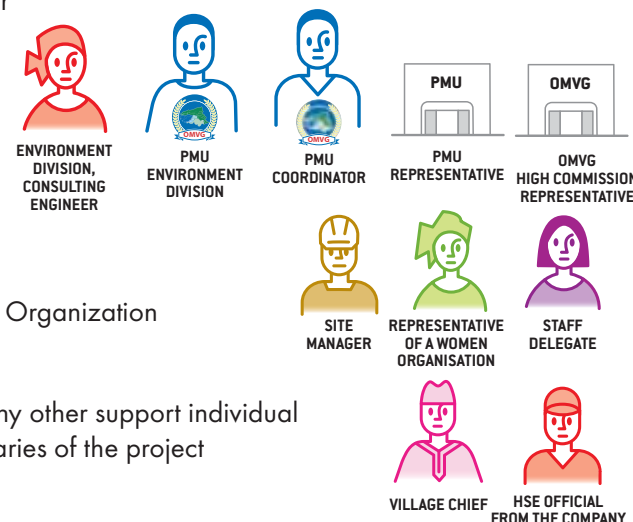 r
PMU
OMVG
OMVG
OMVG
ENVIRONMENT
DIVISION,
CONSULTING
ENGINEER
PMU
ENVIRONMENT
DIVISION
PMU
COORDINATOR
PMU
REPRESENTATIVE
OMVG
HIGH COMMISSION
REPRESENTATIVE
Organization
SITE
MANAGER
REPRESENTATIVE
OF A WOMEN
ORGANISATION
STAFF
DELEGATE
ny other support individual
aries of the project
VILLAGE CHIEF
HSE OFFICIAL
FROM THE COMPANY